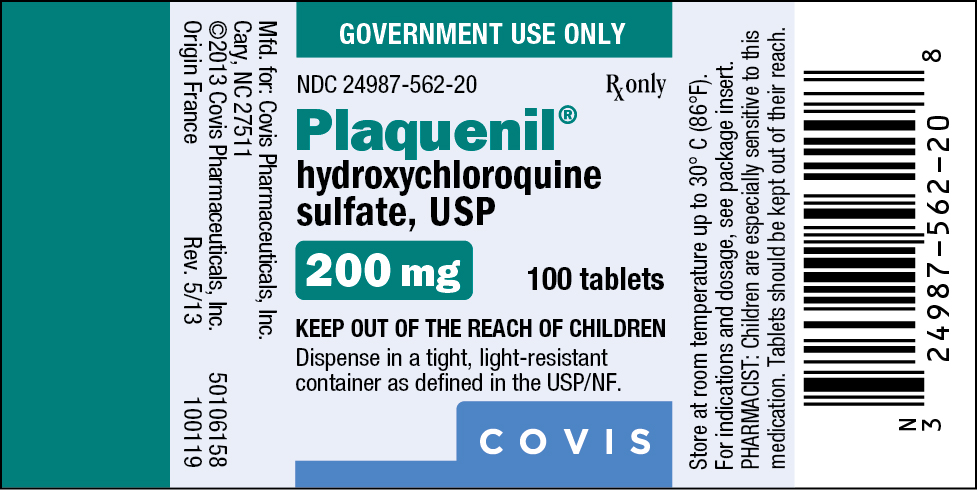 Mfd. for: Covis Pharmaceuticals, Inc.
Cary, NC 27511
©2013 Covis Pharmaceuticals, Inc. 50106158
Origin France Rev. 5/13 100119
GOVERNMENT USE ONLY
NDC 24987-562-20 Rx only
Plaquenil®
hydroxychloroquine
sulfate, USP
200 mg 100 tablets
KEEP OUT OF THE REACH OF CHILDREN
Dispense in a tight, light-resistant
container as defined in the USP/NF.
COVIS
Store at room temperature up to 30° C (86°F).
For indications and dosage, see package insert.
PHARMACIST: Children are especially sensitive to this
medication. Tablets should be kept out of their reach.
N
3 24987-562-20 8